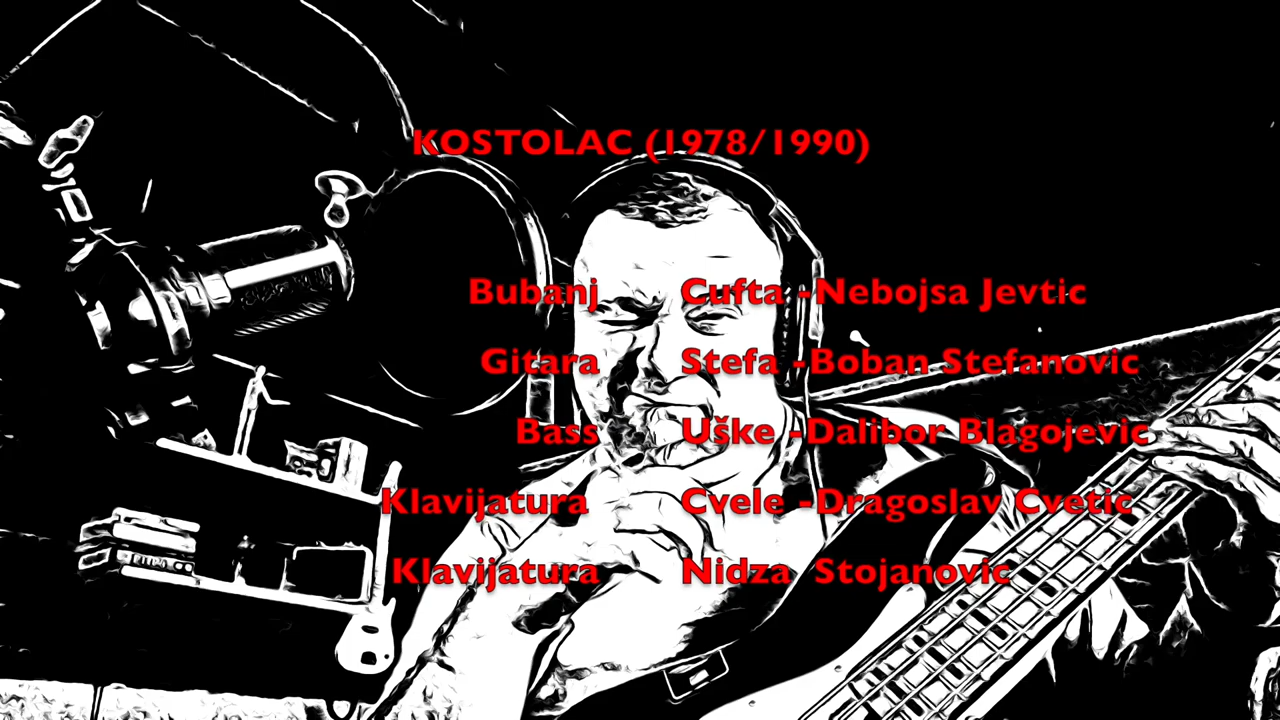 KOSTOLAC (1978/1990)
Bubanj Cufta -Nebojsa Jevtic
Gitara Stefa -Boban Stefanovic
Bass Uške -Dalibor Blagojevic
Klavijatura Cvele -Dragoslav Cvetic
Klavijatura Nidza Stojanovic